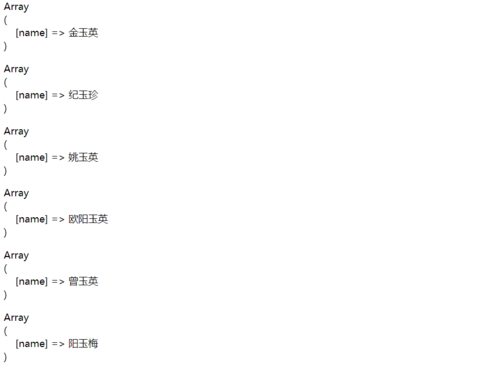 Array
(
[name] => 金玉英
)
Array
(
[name] => 纪玉珍
)
Array
(
[name] => 姚玉英
)
Array
(
[name] => 欧阳玉英
)
Array
(
[name] => 曾玉英
)
Array
(
[name] => 阳玉梅
)